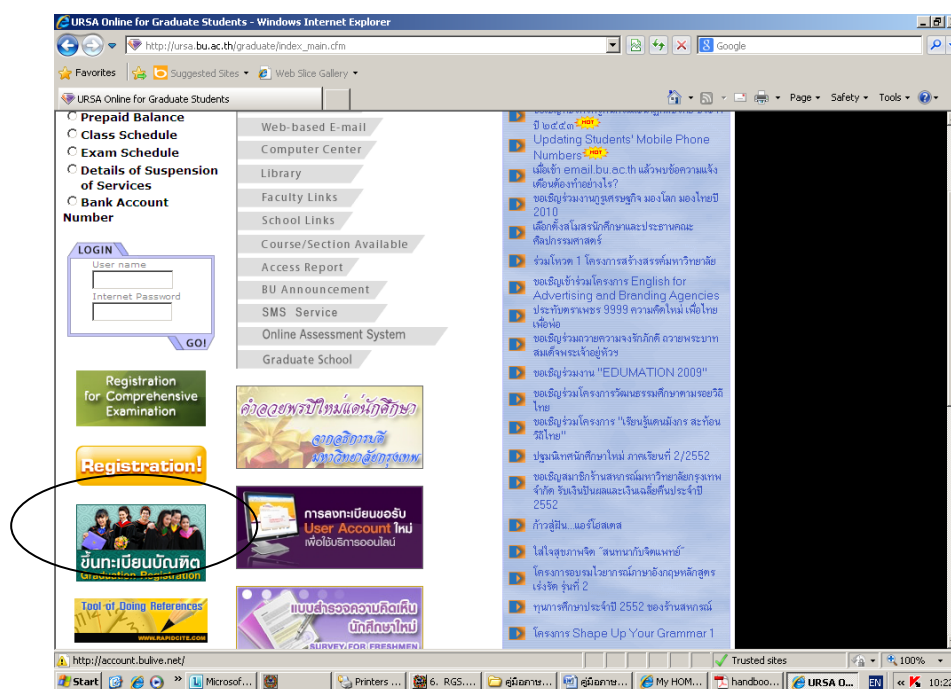 URSA Online for Graduate Students - Windows Internet Explorer
http://ursa.bu.ac.th/graduate/index_main.cfm
Google
Favorites
Suggested Sites
Web Slice Gallery
URSA Online for Graduate Students
Page
Safety
Tools
Prepaid Balance
Class Schedule
Exam Schedule
Details of Suspension
of Services
Bank Account
Number
LOGIN
User name
Internet Password
GO!
Registration
for Comprehensive
Examination
Registration!
ขึ้นทะเบียนบัณฑิต
Graduation Registration
Tool of Doing References
WWW.RAPIDCITE.COM
Web-based E-mail
Computer Center
Library
Faculty Links
School Links
Course/Section Available
Access Report
BU Announcement
SMS Service
Online Assessment System
Graduate School
คำอวยพรปีใหม่แด่นักศึกษา
จากอธิการบดี
มหาวิทยาลัยกรุงเทพ
การลงทะเบียนขอรับ
User Account ใหม่
เพื่อใช้บริการออนไลน์
แบบสำรวจความคิดเห็น
นักศึกษาใหม่
SURVEY FOR FRESHMEN
ปี ๒๕๕๓ HOT
Updating Students' Mobile Phone
Numbers HOT
เมื่อเข้า email.bu.ac.th แล้วพบข้อความแจ้ง
เตือนต้องทำอย่างไร?
ขอเชิญร่วมงานกูรูเศรษฐกิจ มองโลก มองไทยปี
2010
เลือกตั้งสโมสรนักศึกษาและประธานคณะ
ศิลปกรรมศาสตร์
ร่วมโหวต 1 โครงการสร้างสรรค์มหาวิทยาลัย
ขอเชิญเข้าร่วมโครงการ English for
Advertising and Branding Agencies
ประทับตราเพชร 9999 ความคิดใหม่ เพื่อไทย
เพื่อพ่อ
ขอเชิญร่วมถวายความจงรักภักดี ถวายพระบาท
สมเด็จพระเจ้าอยู่หัวฯ
ขอเชิญร่วมงาน "EDUMATION 2009"
ขอเชิญร่วมโครงการวัฒนธรรมศึกษาตามรอยวิถี
ไทย
ขอเชิญร่วมโครงการ "เรียนรู้แดนมังกร สะท้อน
วิถีไทย"
ปฐมนิเทศนักศึกษาใหม่ ภาคเรียนที่ 2/2552
ขอเชิญสมาชิกร้านสหกรณ์มหาวิทยาลัยกรุงเทพ
จำกัด รับเงินปันผลและเงินเฉลี่ยคืนประจำปี
2552
ก้าวสู่ฝัน...แอร์โฮสเตส
ใส่ใจสุขภาพจิต "สนทนากับจิตแพทย์"
โครงการอบรมไวยากรณ์ภาษาอังกฤษหลักสูตร
เร่งรัด รุ่นที่ 2
ทุนการศึกษาประจำปี 2552 ของร้านสหกรณ์
โครงการ Shape Up Your Grammar 1
http://account.bulive.net/
Trusted sites
100%
Start
Microsof...
Printers ...
6. RGS....
คู่มือภาษ...
คู่มือภาษ...
My HOM...
handboo...
URSA O...
EN